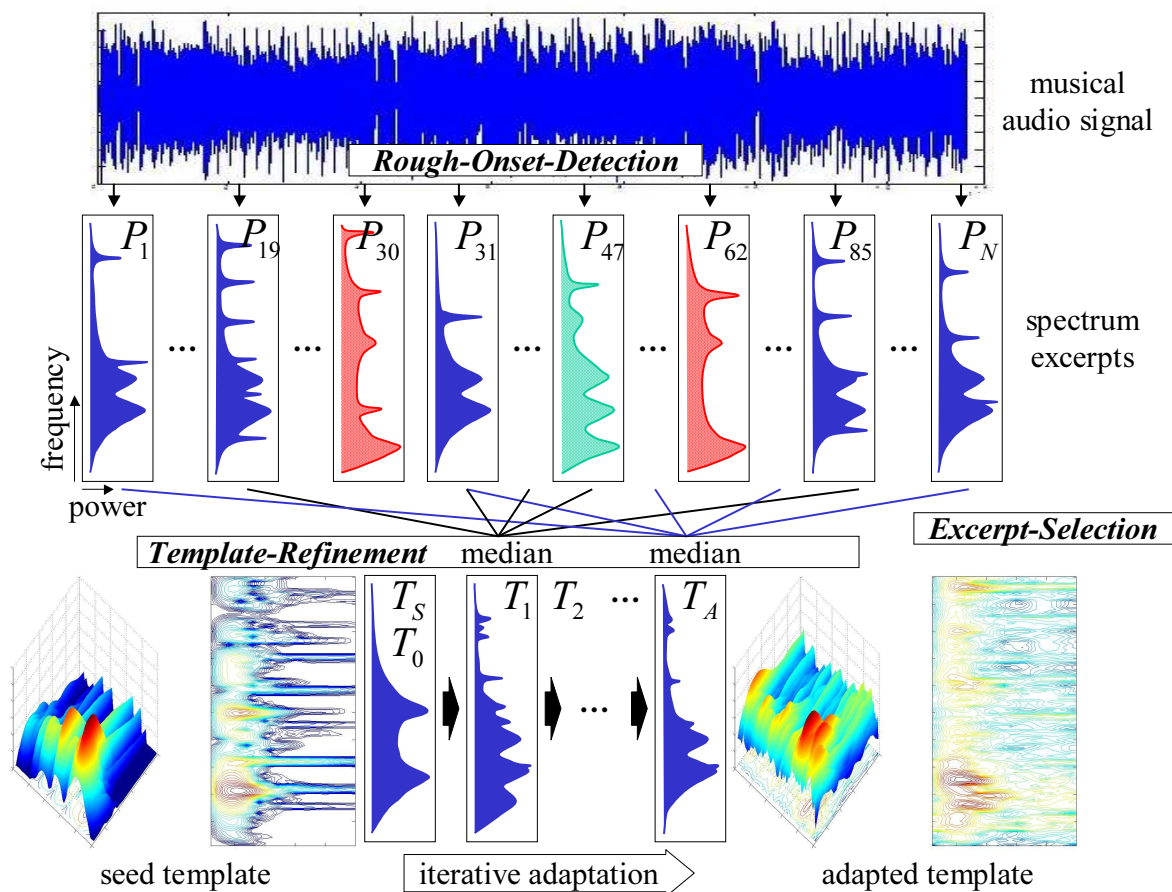 musical
audio signal
Rough-Onset-Detection
P1 P19 P30 P31 P47 P62 P85 PN
... ... ... ... ... ...
spectrum
excerpts
frequency
power
Template-Refinement median median
Excerpt-Selection
TS T1 T2 ... TA
T0
...
seed template iterative adaptation adapted template